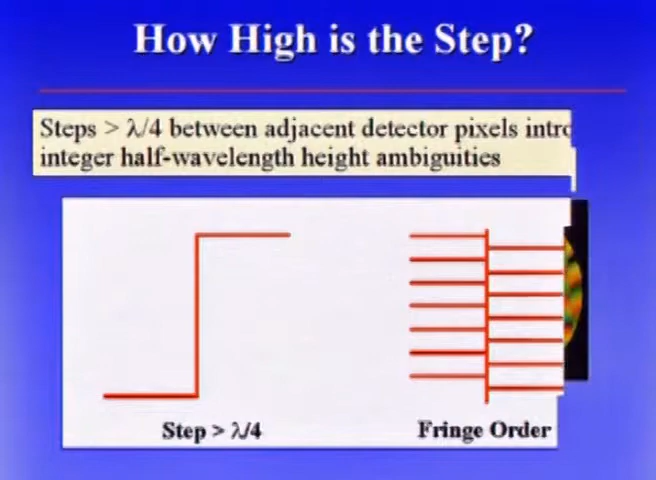 How High is the Step?
Steps > λ/4 between adjacent detector pixels
integer half-wavelength height ambiguities
Step > λ/4
Fringe Order